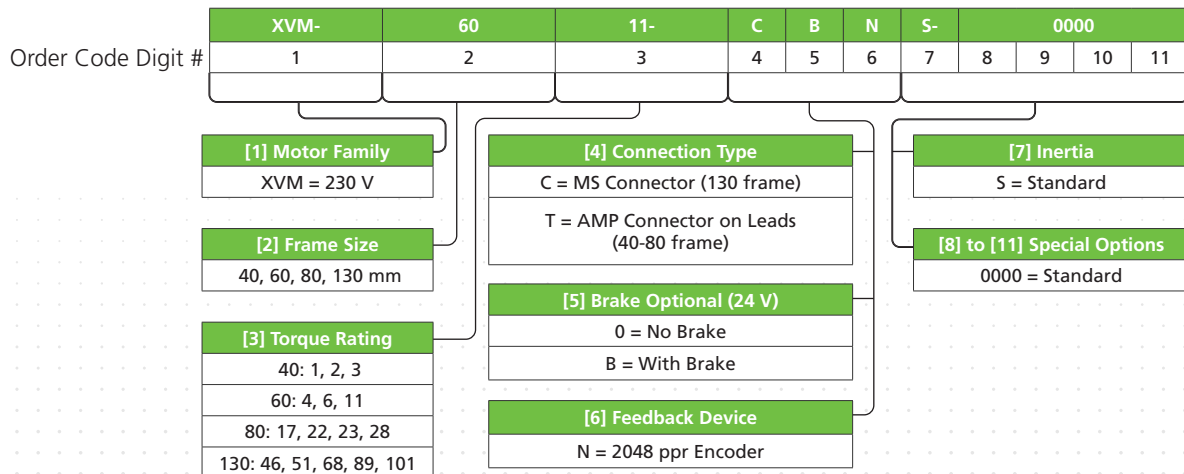 XVM- 60 11- C B N S- 0000
Order Code Digit # 1 2 3 4 5 6 7 8 9 10 11
[1] Motor Family
XVM = 230 V
[2] Frame Size
40, 60, 80, 130 mm
[3] Torque Rating
40: 1, 2, 3
60: 4, 6, 11
80: 17, 22, 23, 28
130: 46, 51, 68, 89, 101
[4] Connection Type
C = MS Connector (130 frame)
T = AMP Connector on Leads
(40-80 frame)
[5] Brake Optional (24 V)
0 = No Brake
B = With Brake
[6] Feedback Device
N = 2048 ppr Encoder
[7] Inertia
S = Standard
[8] to [11] Special Options
0000 = Standard